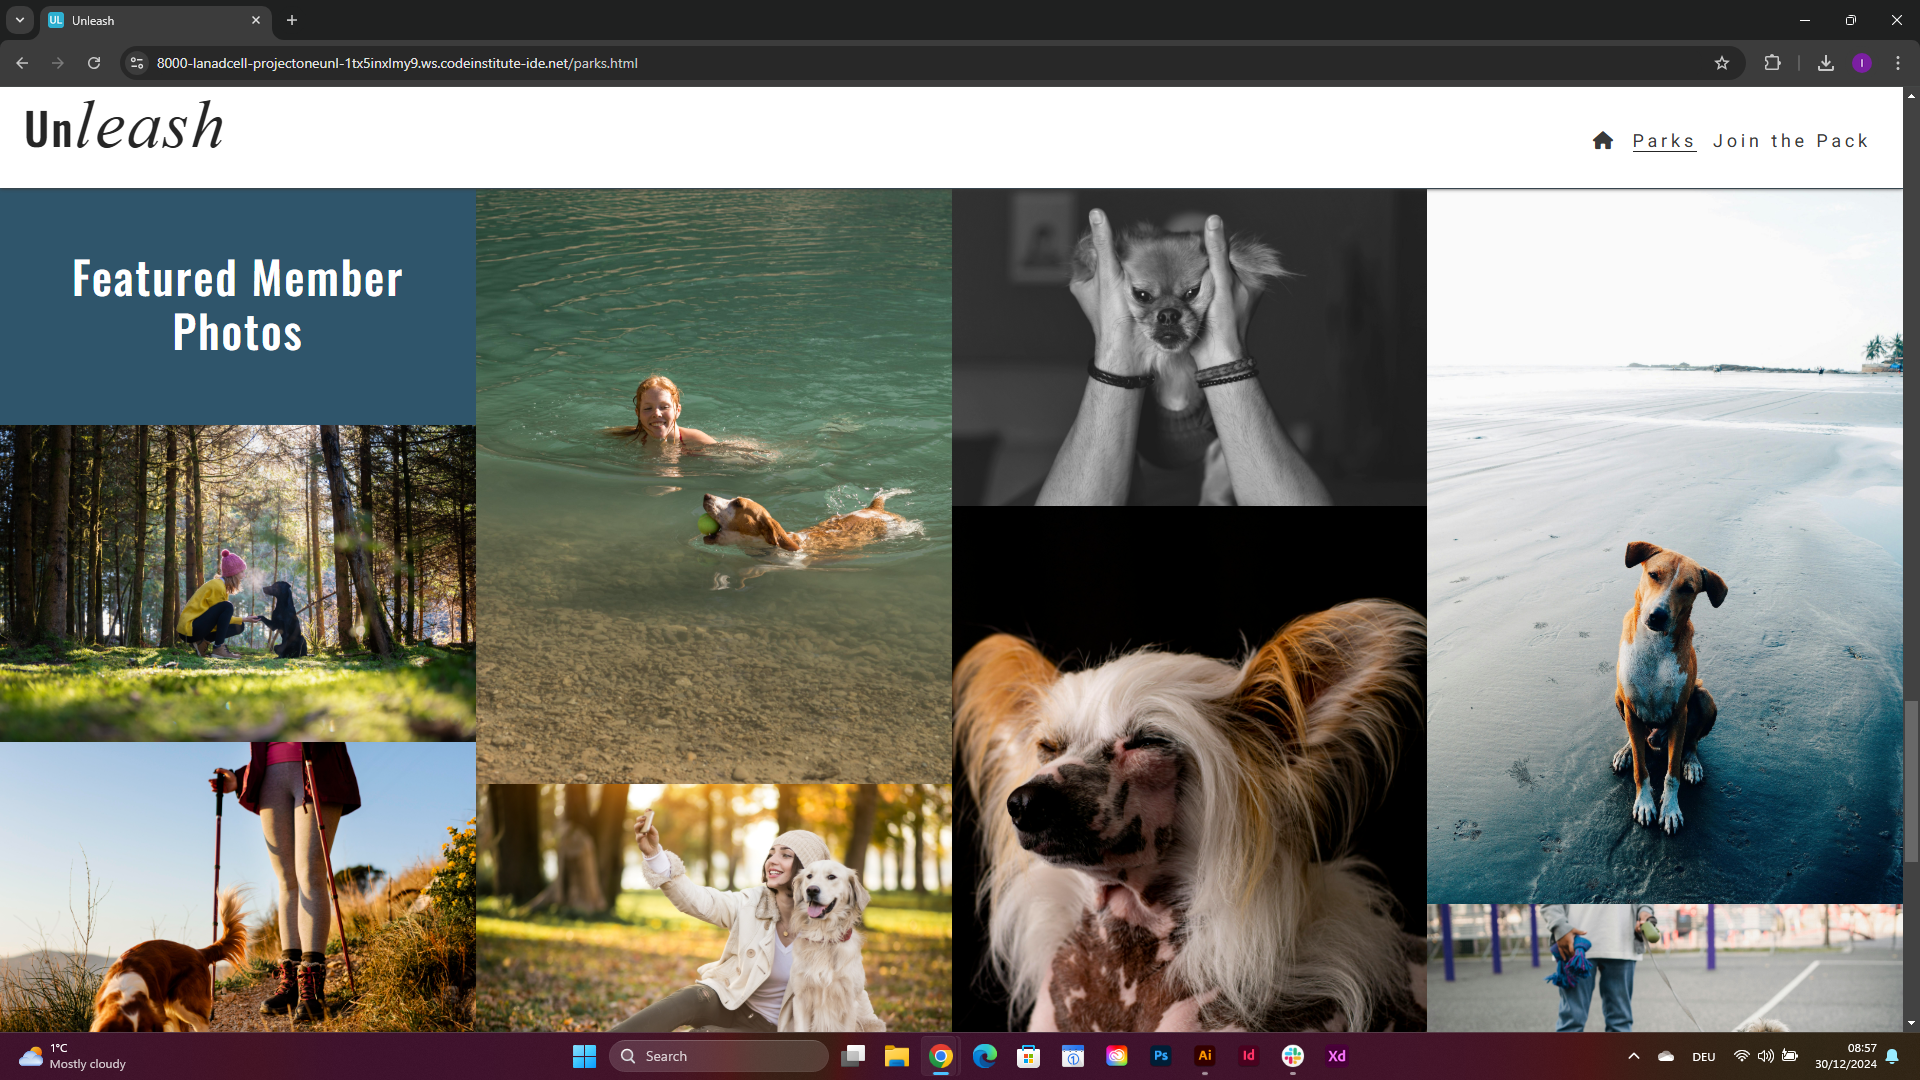 UL Unleash
8000-lanadcell-projectoneunl-1tx5inxlmy9.ws.codeinstitute-ide.net/parks.html
I
Unleash
Parks Join the Pack
Featured Member
Photos
1°C
Mostly cloudy
Search
Ps
Ai
Id
Xd
DEU
08:57
30/12/2024